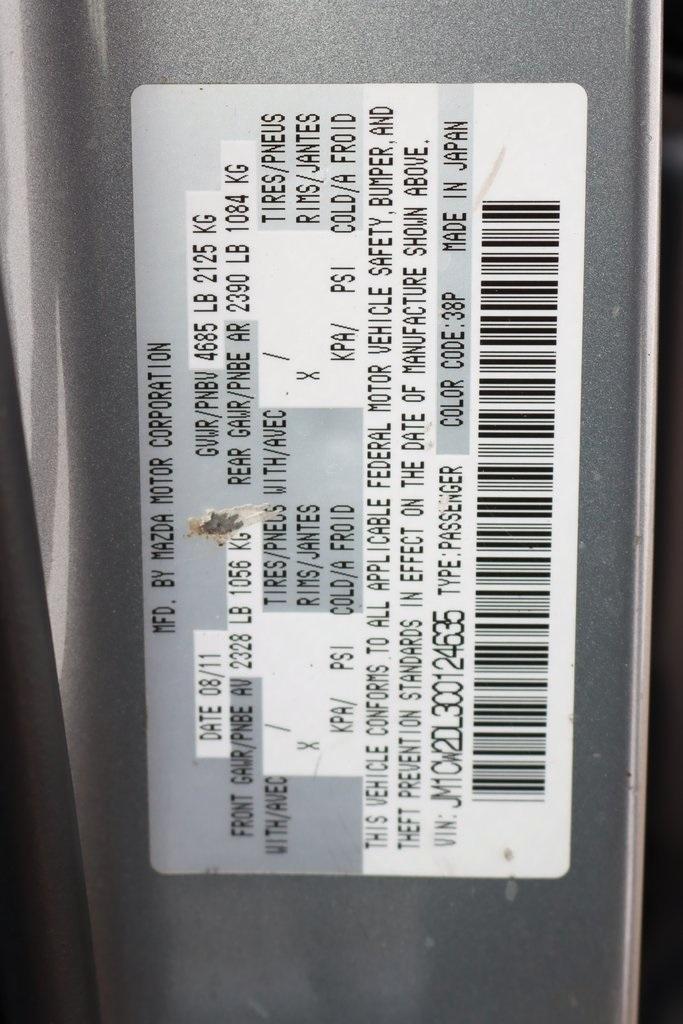 MFD. BY MAZDA MOTOR CORPORATION
DATE 08/11 GVWR/PNBV 4685 LB 2125 KG
FRONT GAWR/PNBE AV 2328 LB 1056 KG REAR GAWR/PNBE AR 2390 LB 1084 KG
WITH/AVEC / TIRES/PNEUS WITH/AVEC / TIRES/PNEUS
X RIMS/JANTES X RIMS/JANTES
KPA/ PSI COLD/A FROID KPA/ PSI COLD/A FROID
THIS VEHICLE CONFORMS TO ALL APPLICABLE FEDERAL MOTOR VEHICLE SAFETY, BUMPER, AND
THEFT PREVENTION STANDARDS IN EFFECT ON THE DATE OF MANUFACTURE SHOWN ABOVE.
VIN: JM1CW2DL3C0124635 TYPE:PASSENGER COLOR CODE:38P MADE IN JAPAN